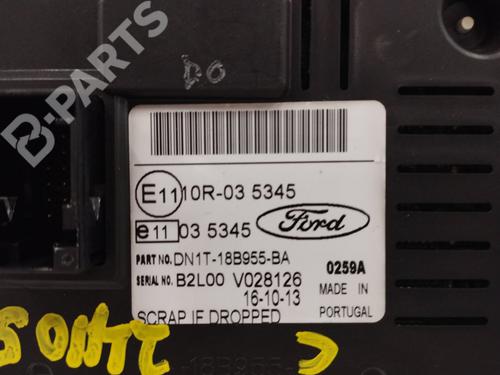 B-PARTS
DO
E11 10R-03 5345
e11 03 5345
Ford
PART NO. DN1T-18B955-BA
SERIAL NO. B2L00 V028126
0259A
16-10-13
MADE IN
PORTUGAL
SCRAP IF DROPPED